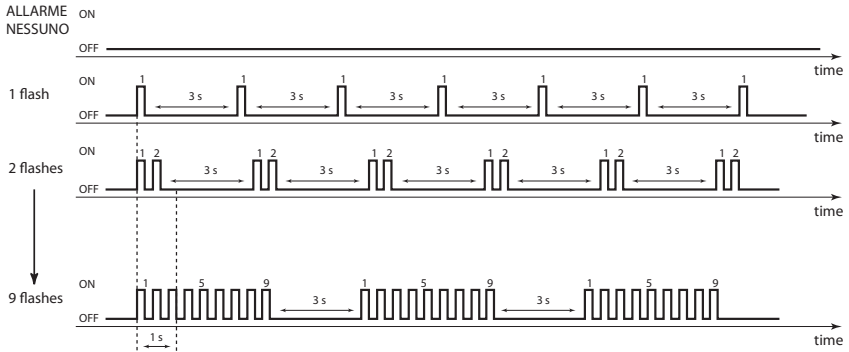 ALLARME
NESSUNO
ON
OFF
time
1 flash
ON
OFF
1 1 1 1 1 1 1
3 s 3 s 3 s 3 s 3 s 3 s
time
2 flashes
ON
OFF
1 2 1 2 1 2 1 2 1 2 1 2
3 s 3 s 3 s 3 s 3 s
time
9 flashes
ON
OFF
1 5 9 1 5 9 1 5 9
3 s 3 s
time
1 s